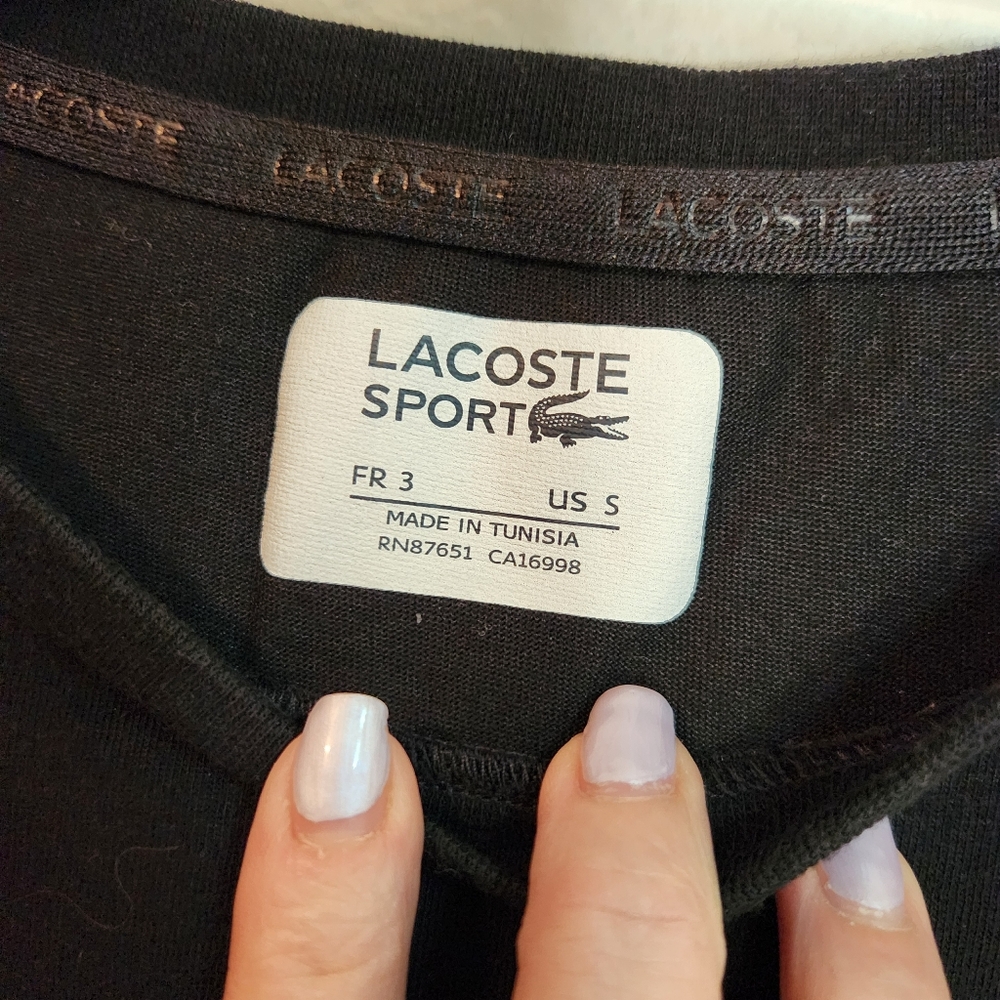 LACOSTE LACOSTE LACOSTE
LACOSTE
SPORT
FR 3 US S
MADE IN TUNISIA
RN87651 CA16998